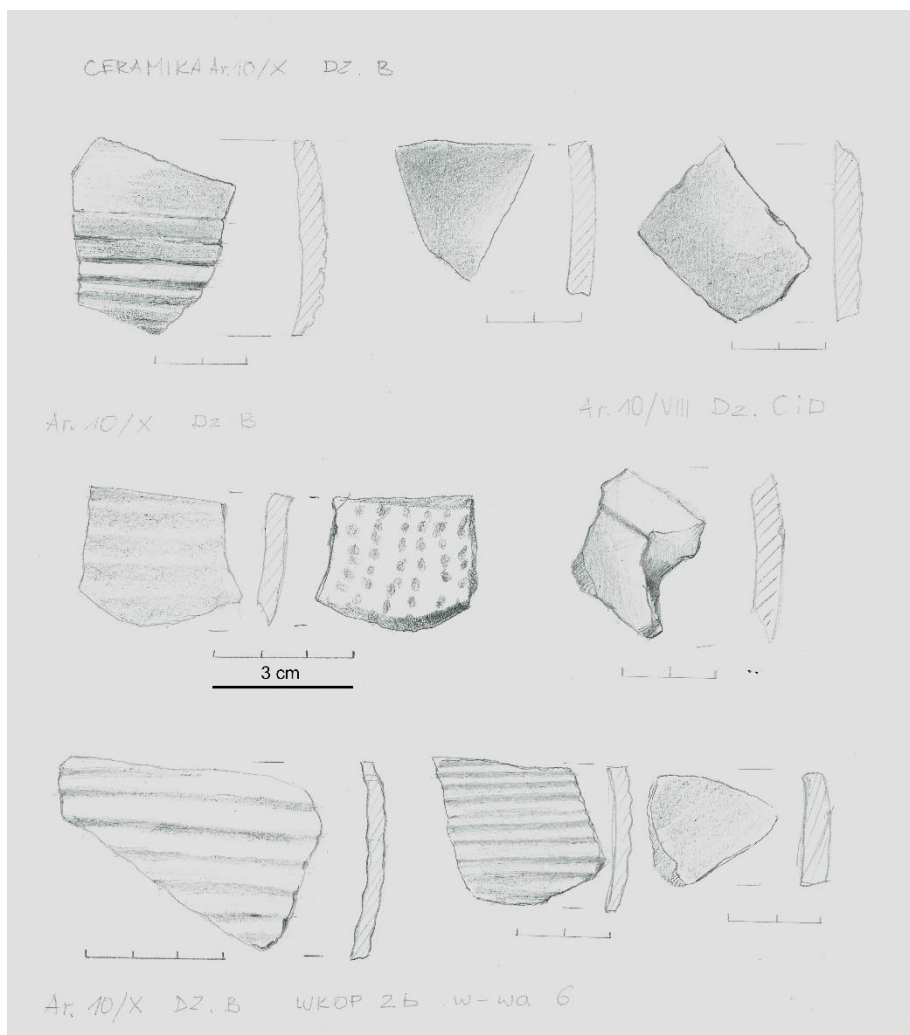 CERAMIKA Ar.10/X DZ. B
Ar. 10/X DZ B
Ar. 10/VIII DZ. C i D
3 cm
Ar. 10/X DZ. B WKOP 2b w-wa 6